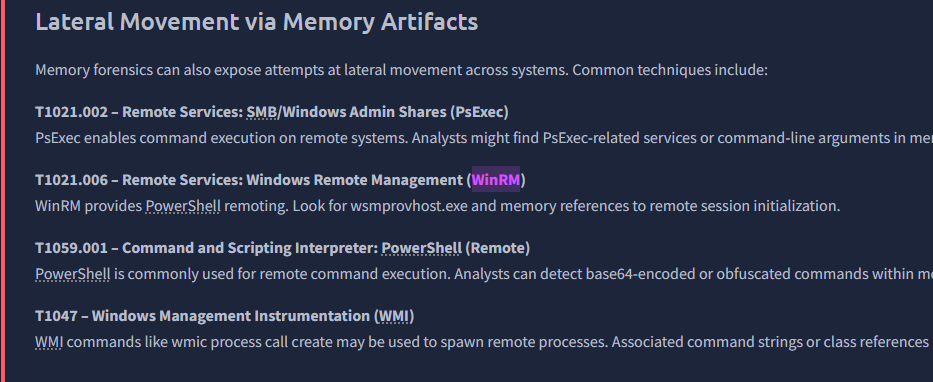 Lateral Movement via Memory Artifacts
Memory forensics can also expose attempts at lateral movement across systems. Common techniques include:
T1021.002 – Remote Services: SMB/Windows Admin Shares (PsExec)
PsExec enables command execution on remote systems. Analysts might find PsExec-related services or command-line arguments in
T1021.006 – Remote Services: Windows Remote Management (WinRM)
WinRM provides PowerShell remoting. Look for wsmprovhost.exe and memory references to remote session initialization.
T1059.001 – Command and Scripting Interpreter: PowerShell (Remote)
PowerShell is commonly used for remote command execution. Analysts can detect base64-encoded or obfuscated commands within
T1047 – Windows Management Instrumentation (WMI)
WMI commands like wmic process call create may be used to spawn remote processes. Associated command strings or class references